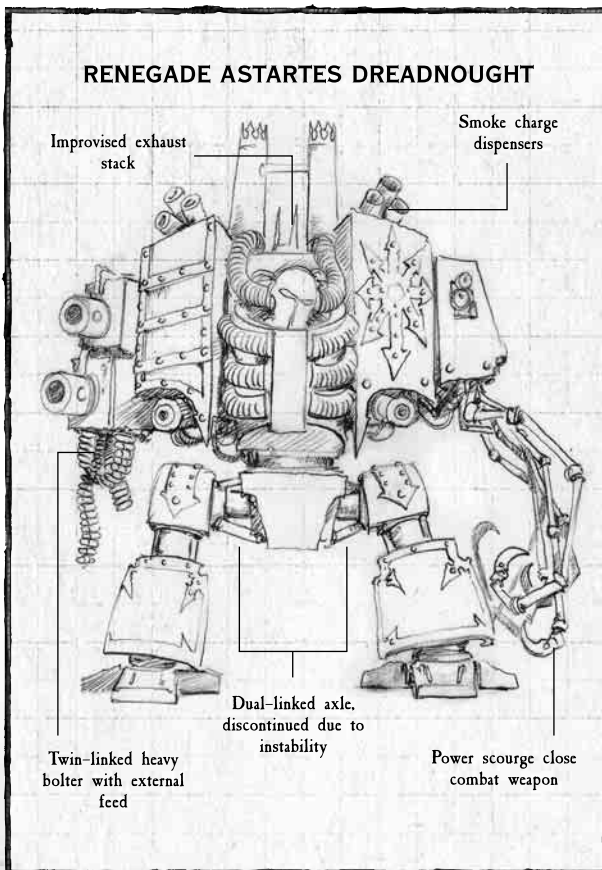 RENEGADE ASTARTES DREADNOUGHT
Improvised exhaust
stack
Smoke charge
dispensers
Dual-linked axle,
discontinued due to
instability
Twin-linked heavy
bolter with external
feed
Power scourge close
combat weapon